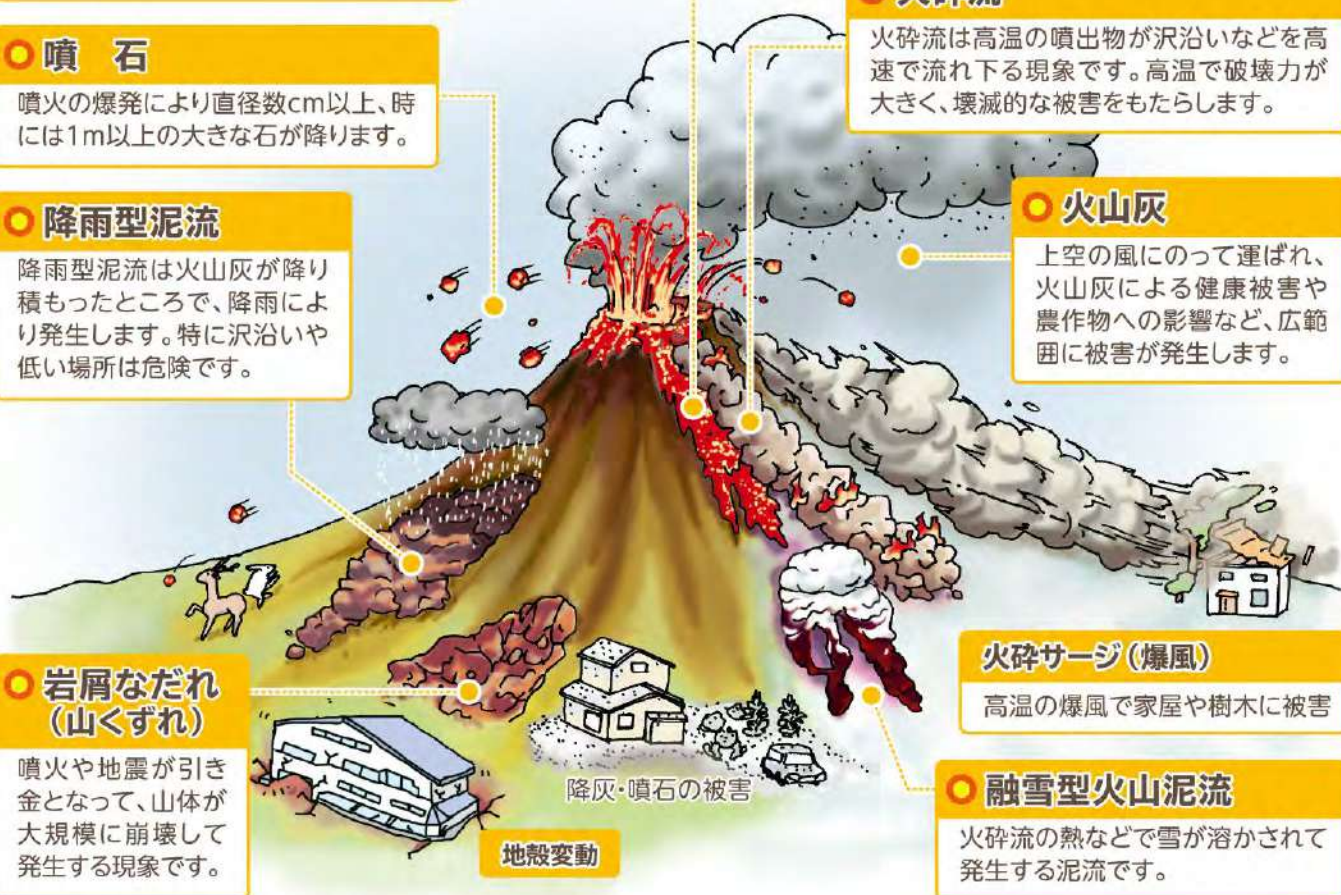 噴 石
噴火の爆発により直径数cm以上、時
には1m以上の大きな石が降ります。
火砕流は高温の噴出物が沢沿いなどを高
速で流れ下る現象です。高温で破壊力が
大きく、壊滅的な被害をもたらします。
降雨型泥流
降雨型泥流は火山灰が降り
積もったところで、降雨によ
り発生します。特に沢沿いや
低い場所は危険です。
火山灰
上空の風にのって運ばれ、
火山灰による健康被害や
農作物への影響など、広範
囲に被害が発生します。
岩屑なだれ
(山くずれ)
噴火や地震が引き
金となって、山体が
大規模に崩壊して
発生する現象です。
降灰・噴石の被害
地殻変動
火砕サージ(爆風)
高温の爆風で家屋や樹木に被害
融雪型火山泥流
火砕流の熱などで雪が溶かされて
発生する泥流です。